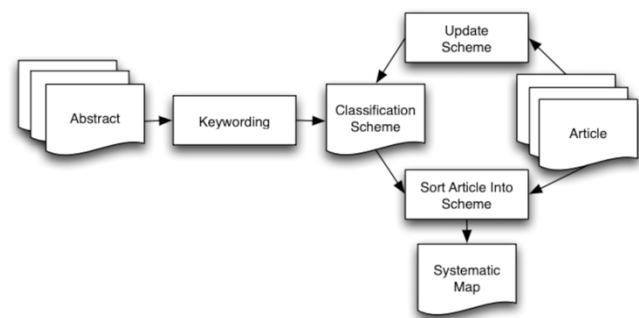 Update
Scheme
Abstract
Keywording
Classification
Scheme
Article
Sort Article Into
Scheme
Systematic
Map